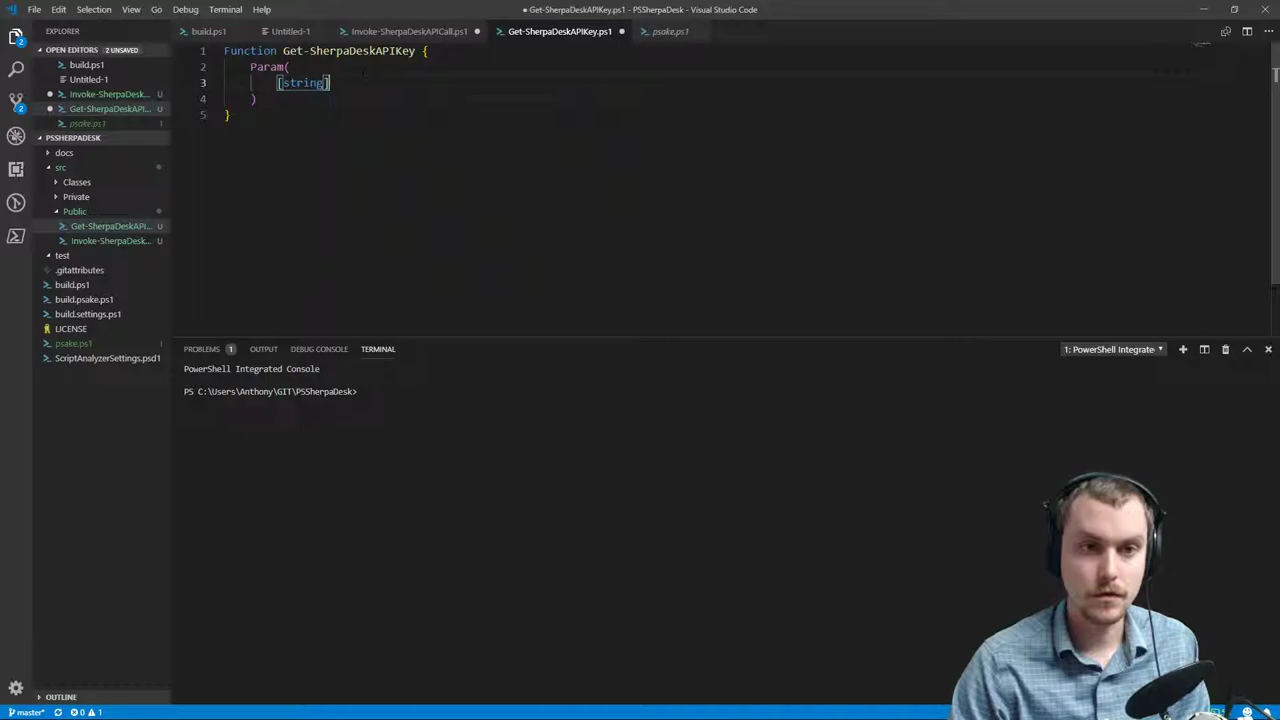 File Edit Selection View Go Debug Terminal Help
● Get-SherpaDeskAPIKey.ps1 - PSSherpaDesk - Visual Studio Code
EXPLORER
build.ps1
Untitled-1
Invoke-SherpaDeskAPICall.ps1 ●
Get-SherpaDeskAPIKey.ps1 ●
psake.ps1
OPEN EDITORS 2 UNSAVED
build.ps1
Untitled-1
Invoke-SherpaDesk...
Get-SherpaDeskAPI...
psake.ps1
PSSHERPADESK
docs
src
Classes
Private
Public
Get-SherpaDeskAPI... U
Invoke-SherpaDesk... U
test
.gitattributes
build.ps1
build.psake.ps1
build.settings.ps1
LICENSE
psake.ps1
ScriptAnalyzerSettings.psd1
OUTLINE
1 Function Get-SherpaDeskAPIKey {
2 Param(
3 [string]
4 )
5 }
PROBLEMS 1 OUTPUT DEBUG CONSOLE TERMINAL
1: PowerShell Integrate
PowerShell Integrated Console
PS C:\Users\Anthony\GIT\PSSherpaDesk>
master* 0 1